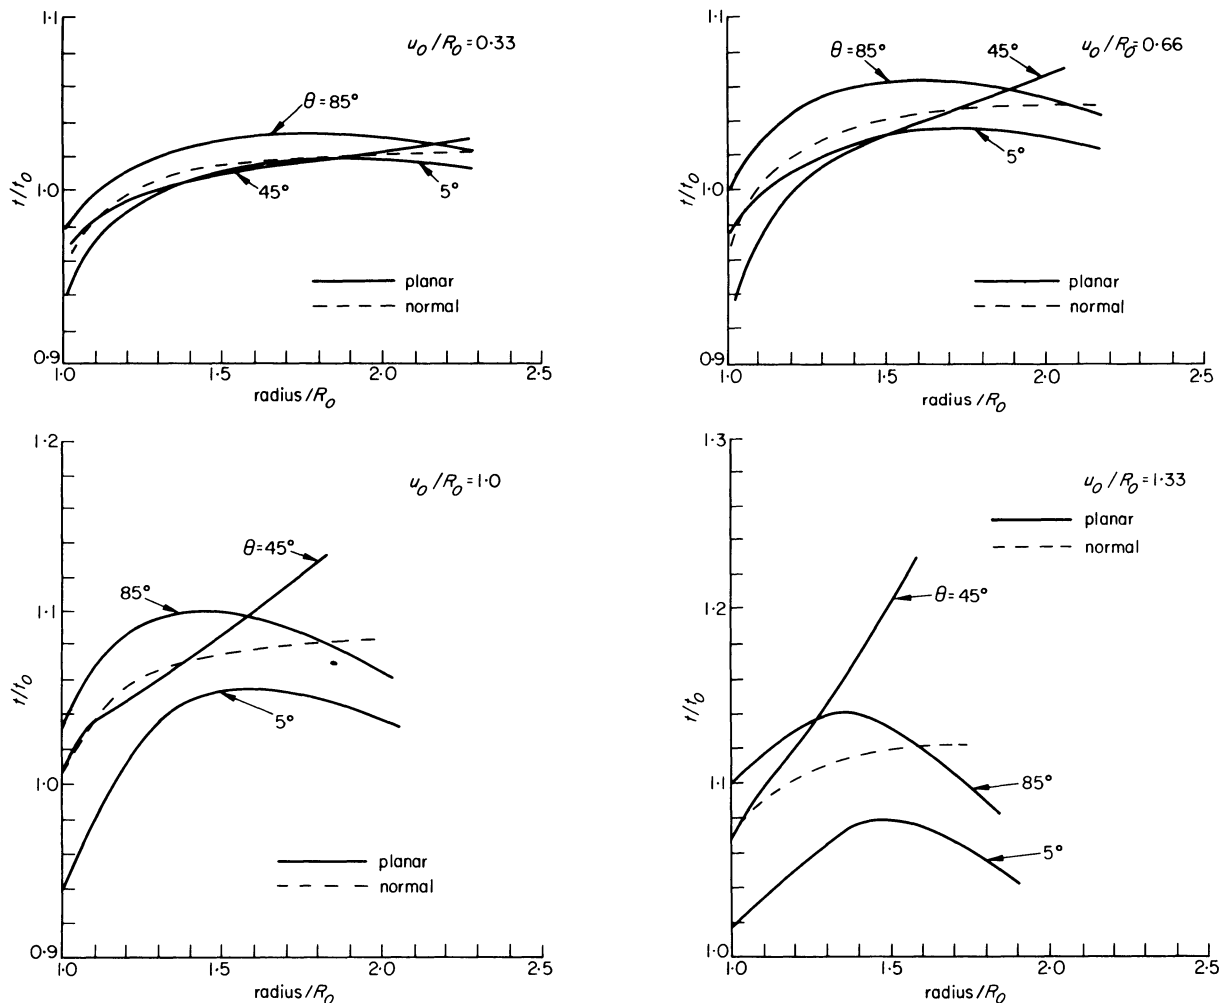 1·1
u₀/R₀=0·33
θ=85°
t/t₀
1·0
45°
5°
planar
normal
0·9
1·0
1·5
2·0
2·5
radius/R₀
1·1
θ=85°
45°
u₀/R₀=0·66
t/t₀
1·0
5°
planar
normal
0·9
1·0
1·5
2·0
2·5
radius/R₀
1·2
u₀/R₀=1·0
θ=45°
85°
1·1
t/t₀
5°
1·0
planar
normal
0·9
1·0
1·5
2·0
2·5
radius/R₀
1·3
u₀/R₀=1·33
planar
normal
θ=45°
1·2
t/t₀
85°
1·1
5°
1·0
1·0
1·5
2·0
2·5
radius/R₀